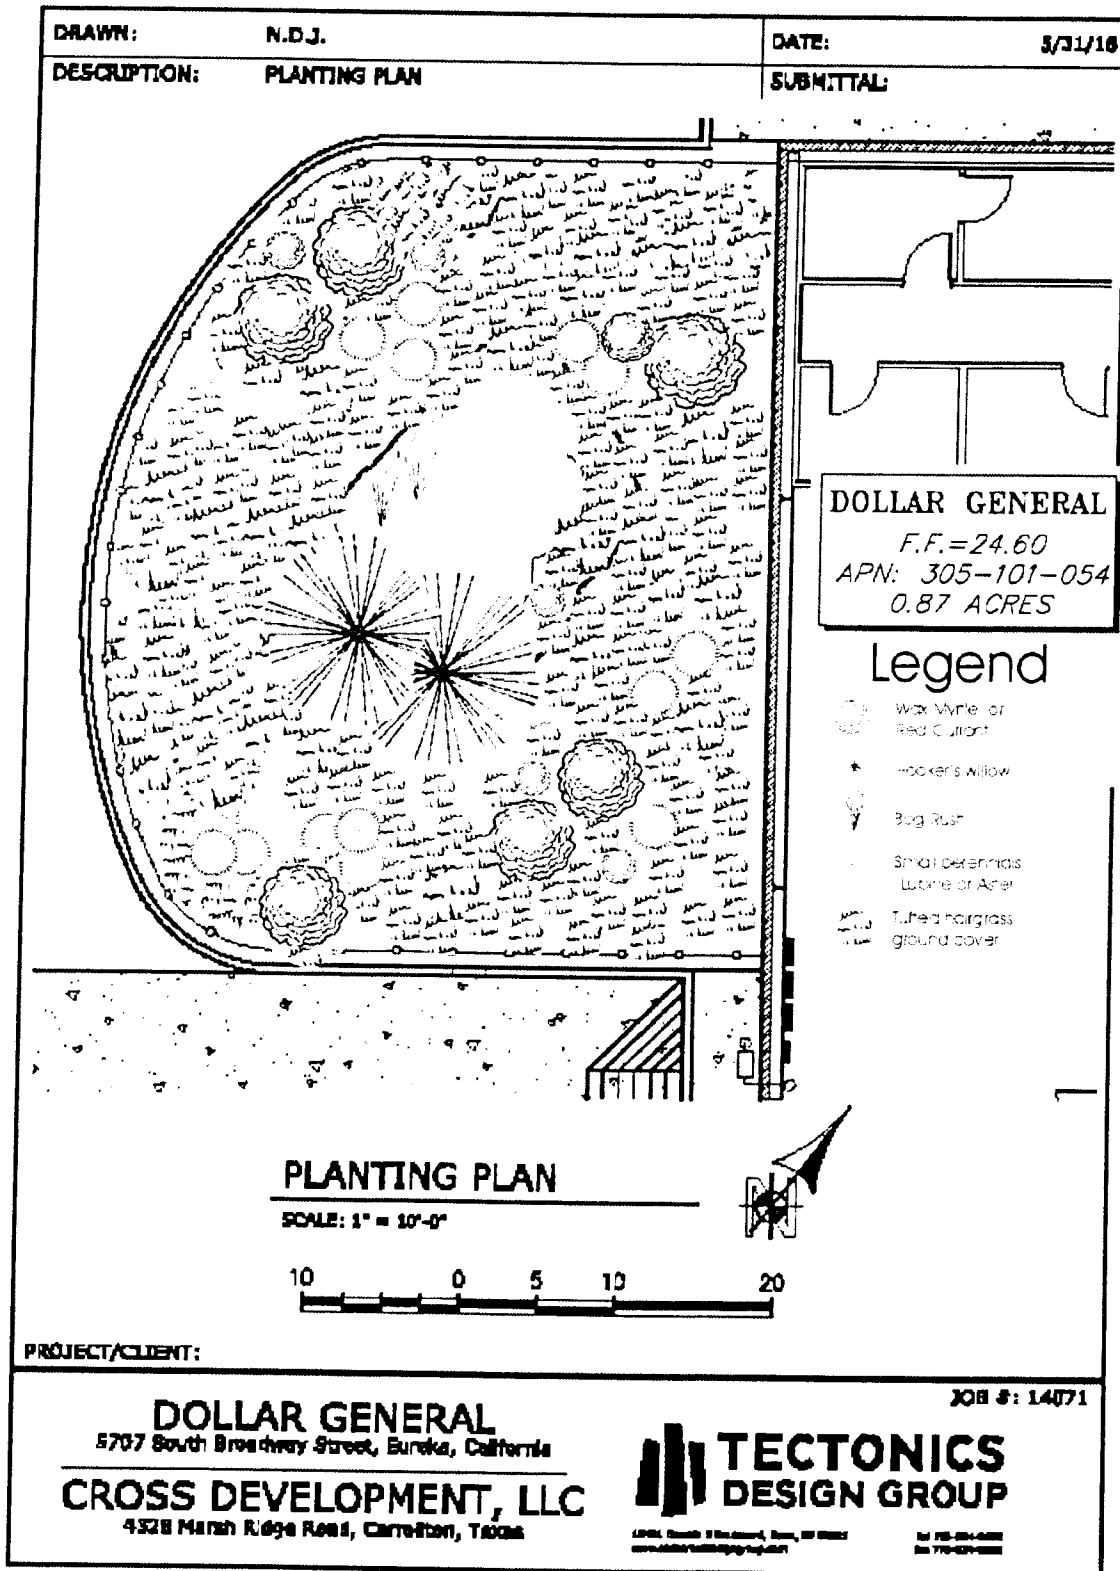 DRAWN: N.D.J. DATE: 5/31/16
DESCRIPTION: PLANTING PLAN SUBMITTAL:
DOLLAR GENERAL
F.F.=24.60
APN: 305-101-054
0.87 ACRES
Legend
Wax Myrtle or
Red Currant
Hooker's willow
Bog Rush
Small perennials
Lupine or Aster
Tufted hairgrass
ground cover
PLANTING PLAN
SCALE: 1" = 10'-0"
10 0 5 10 20
PROJECT/CLIENT:
JOB #: 14071
DOLLAR GENERAL
5707 South Broadway Street, Eureka, California
CROSS DEVELOPMENT, LLC
4328 Marsh Ridge Road, Carrollton, Texas
TECTONICS
DESIGN GROUP